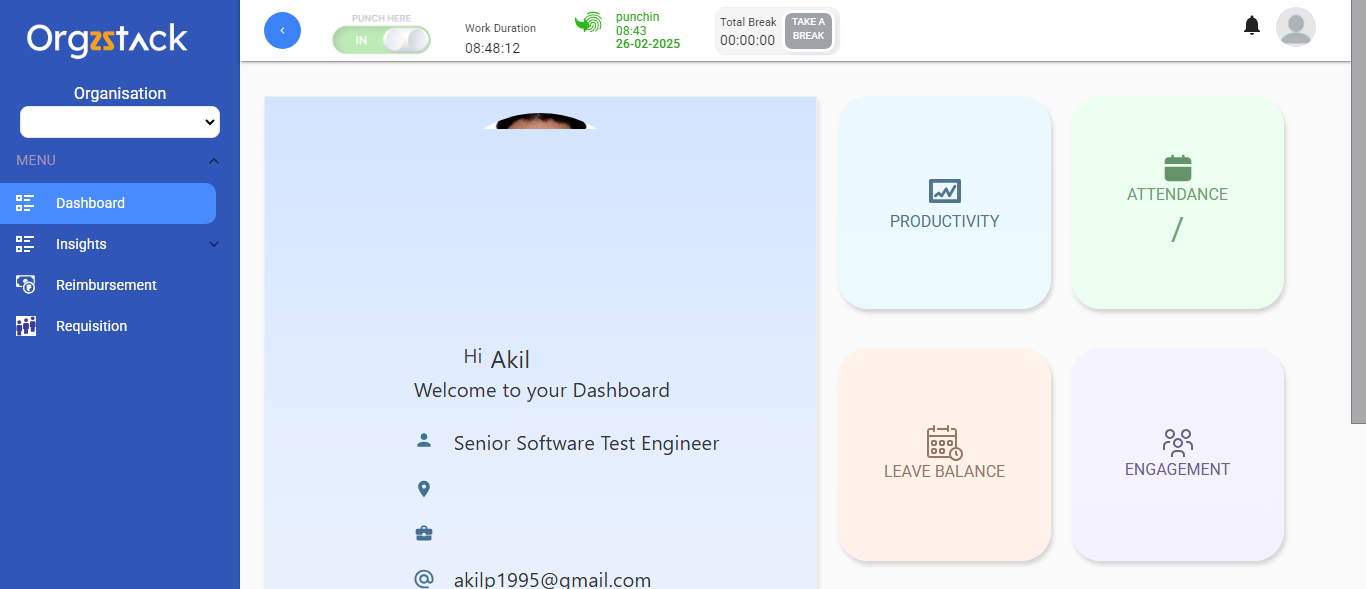 Orgzstack
Organisation
MENU
Dashboard
Insights
Reimbursement
Requisition
PUNCH HERE
IN
Work Duration
08:48:12
punchin
08:43
26-02-2025
Total Break
00:00:00
TAKE A
BREAK
Hi Akil
Welcome to your Dashboard
Senior Software Test Engineer
akilp1995@gmail.com
PRODUCTIVITY
ATTENDANCE
/
LEAVE BALANCE
ENGAGEMENT